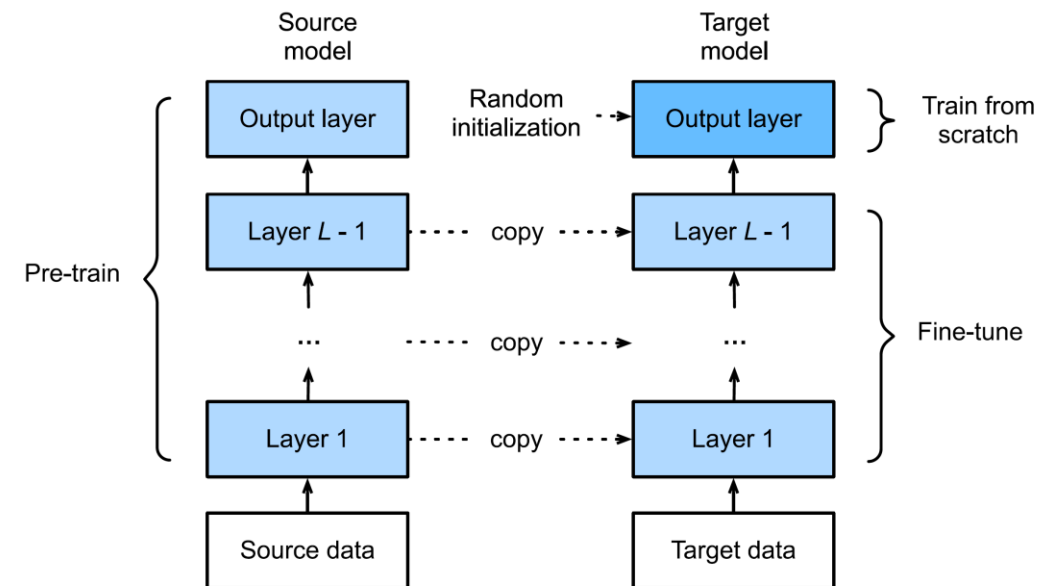 Source
model
Target
model
Output layer
Random
initialization
Output layer
Train from
scratch
Layer L - 1
copy
Layer L - 1
Pre-train
...
copy
...
Fine-tune
Layer 1
copy
Layer 1
Source data
Target data